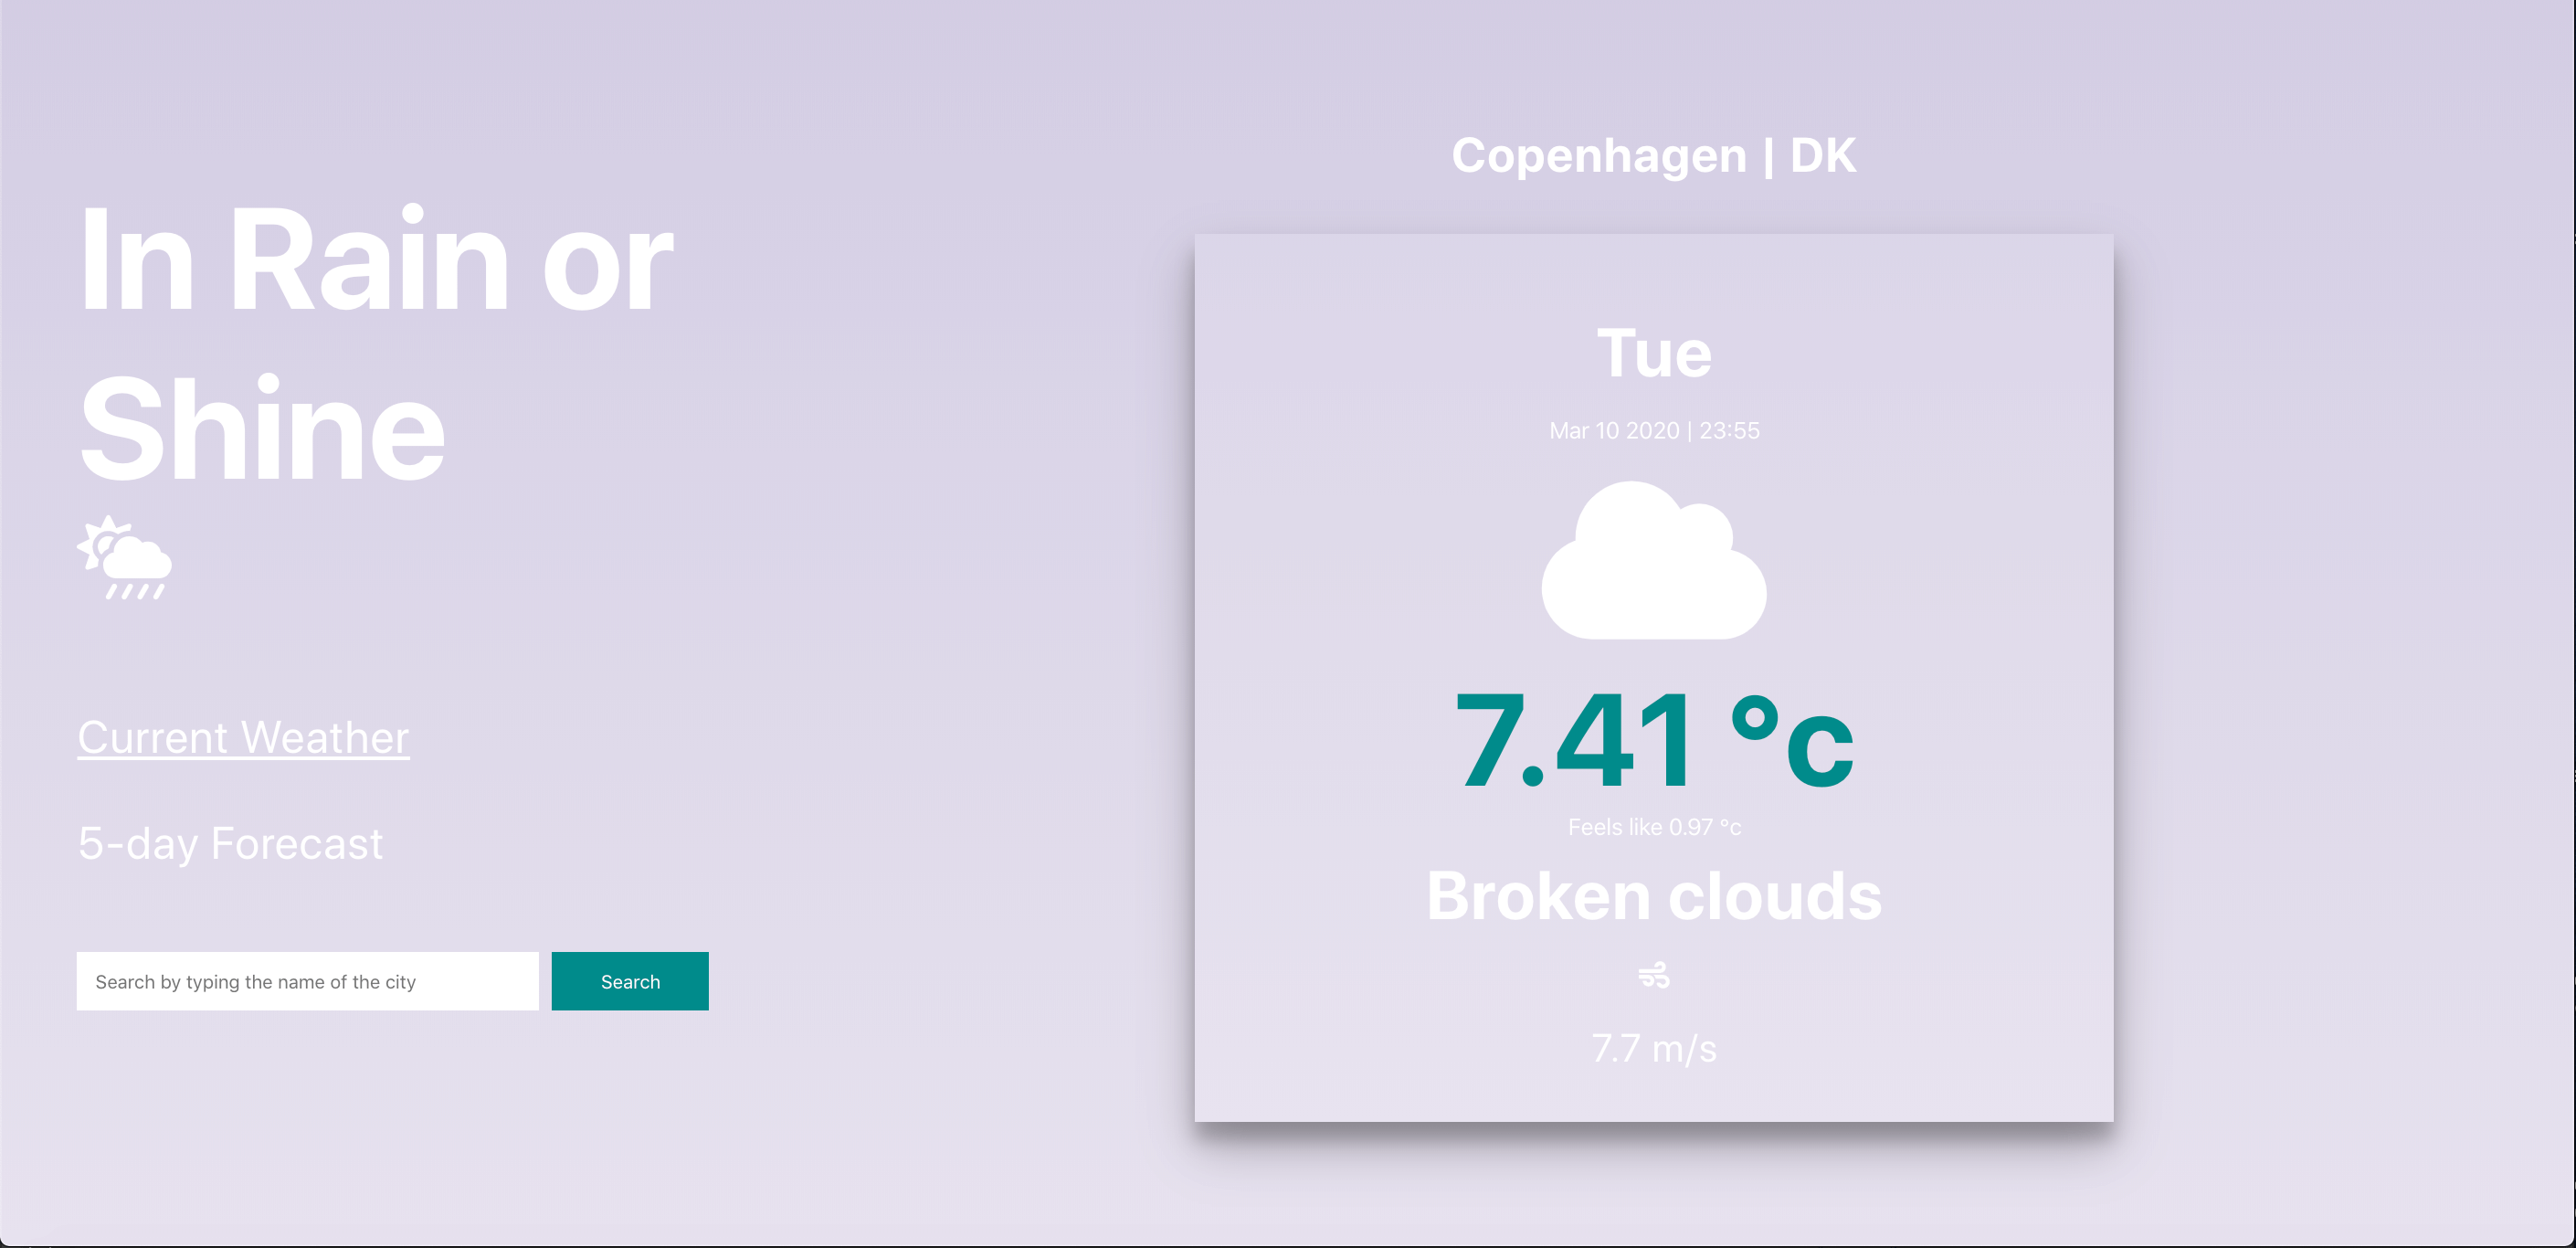 In Rain or
Shine
Current Weather
5-day Forecast
Search by typing the name of the city
Search
Copenhagen | DK
Tue
Mar 10 2020 | 23:55
7.41 °c
Feels like 0.97 °c
Broken clouds
7.7 m/s